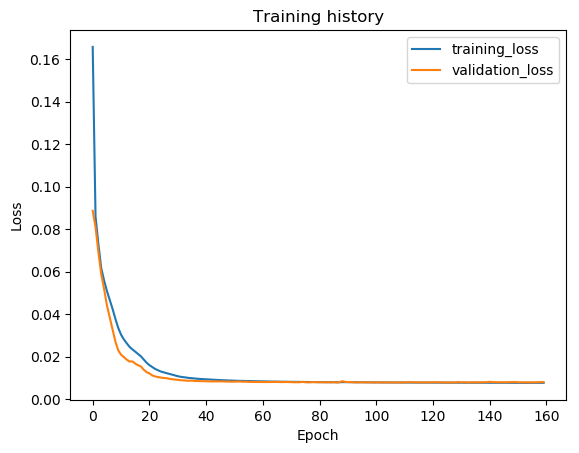 Training history
training_loss
validation_loss
Loss
0.16
0.14
0.12
0.10
0.08
0.06
0.04
0.02
0.00
0 20 40 60 80 100 120 140 160
Epoch